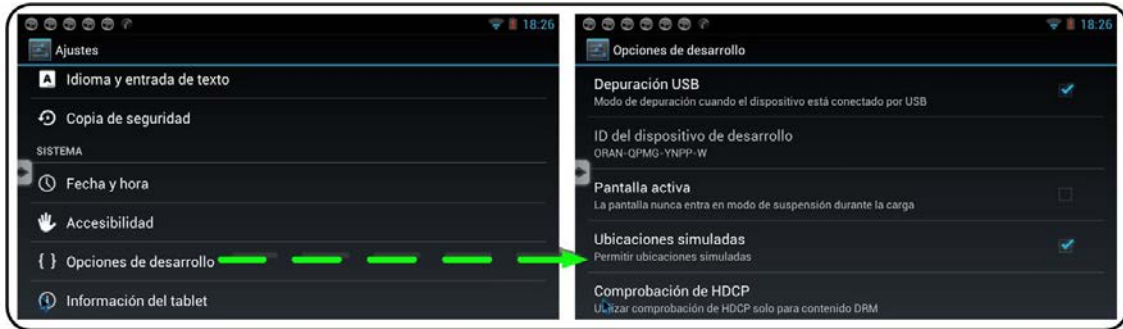 18:26
Ajustes
Idioma y entrada de texto
Copia de seguridad
SISTEMA
Fecha y hora
Accesibilidad
{ } Opciones de desarrollo
Información del tablet
18:26
Opciones de desarrollo
Depuración USB
Modo de depuración cuando el dispositivo está conectado por USB
ID del dispositivo de desarrollo
ORAN-QPMG-YNPP-W
Pantalla activa
La pantalla nunca entra en modo de suspensión durante la carga
Ubicaciones simuladas
Permitir ubicaciones simuladas
Comprobación de HDCP
Utilizar comprobación de HDCP solo para contenido DRM